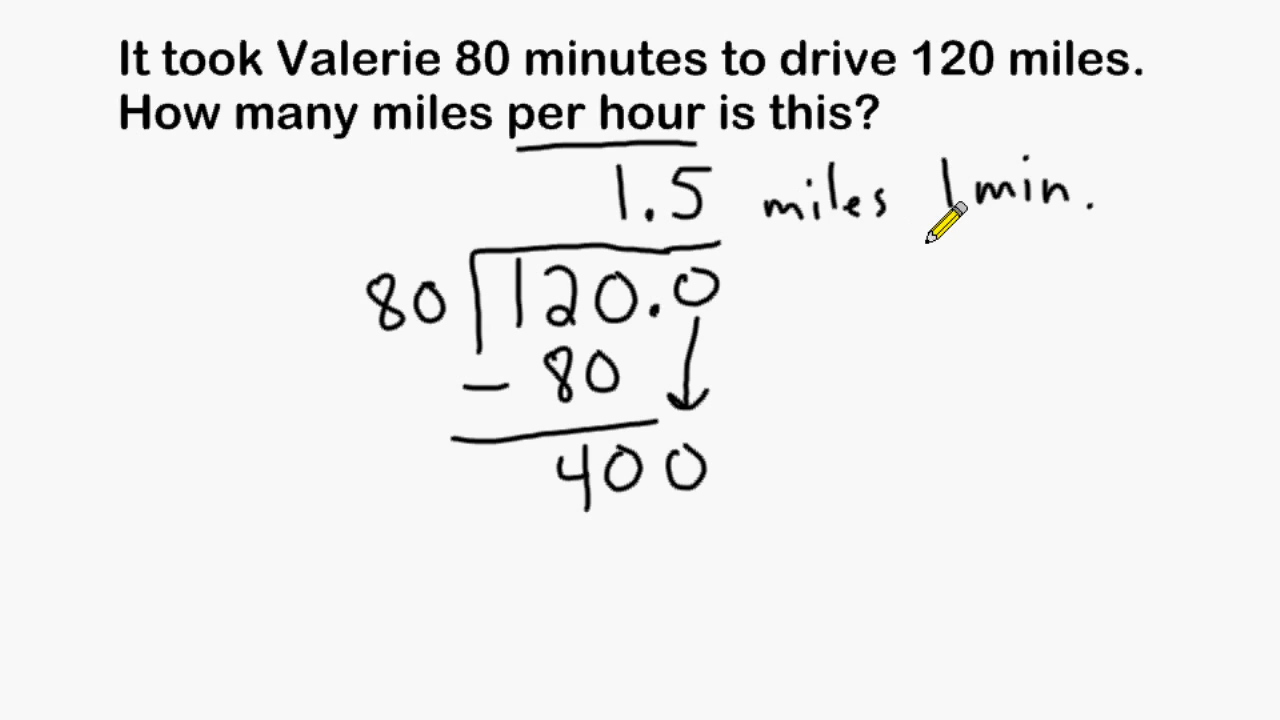 It took Valerie 80 minutes to drive 120 miles.
How many miles per hour is this?
1.5 miles 1min.
80 120.0
- 80
400